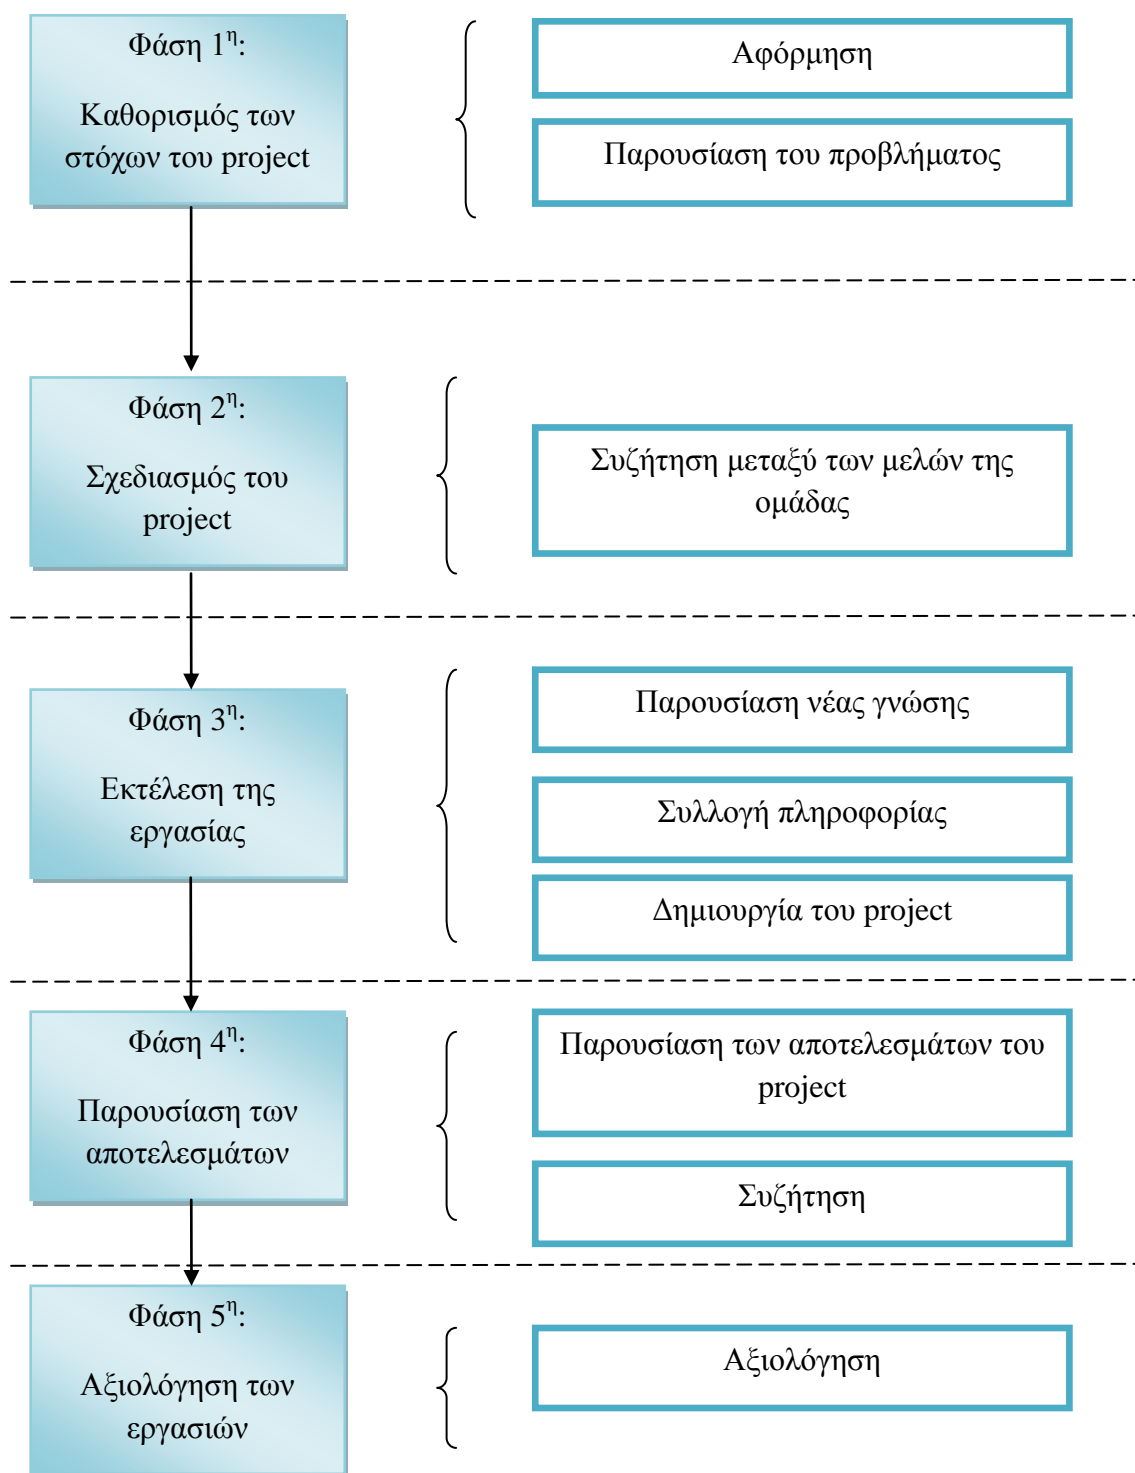 Φάση 1η:
Καθορισμός των
στόχων του project
Αφόρμηση
Παρουσίαση του προβλήματος
Φάση 2η:
Σχεδιασμός του
project
Συζήτηση μεταξύ των μελών της
ομάδας
Φάση 3η:
Εκτέλεση της
εργασίας
Παρουσίαση νέας γνώσης
Συλλογή πληροφορίας
Δημιουργία του project
Φάση 4η:
Παρουσίαση των
αποτελεσμάτων
Παρουσίαση των αποτελεσμάτων του
project
Συζήτηση
Φάση 5η:
Αξιολόγηση των
εργασιών
Αξιολόγηση